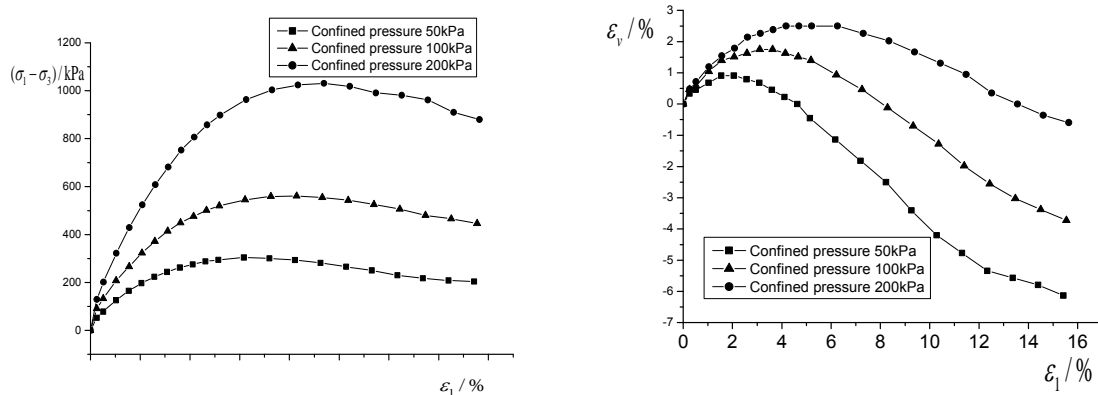 Confined pressure 50kPa
Confined pressure 100kPa
Confined pressure 200kPa
(σ₁−σ₃)/kPa
1200
1000
800
600
400
200
0
ε₁ / %
εᵥ / %
3
2
1
0
-1
-2
-3
-4
-5
-6
-7
Confined pressure 50kPa
Confined pressure 100kPa
Confined pressure 200kPa
0 2 4 6 8 10 12 14 16
ε₁ / %